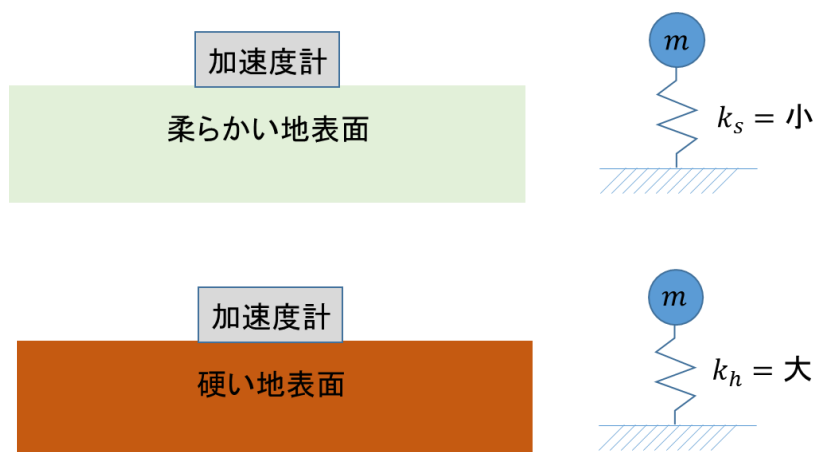 加速度計
柔らかい地表面
m
k_s = 小
加速度計
硬い地表面
m
k_h = 大